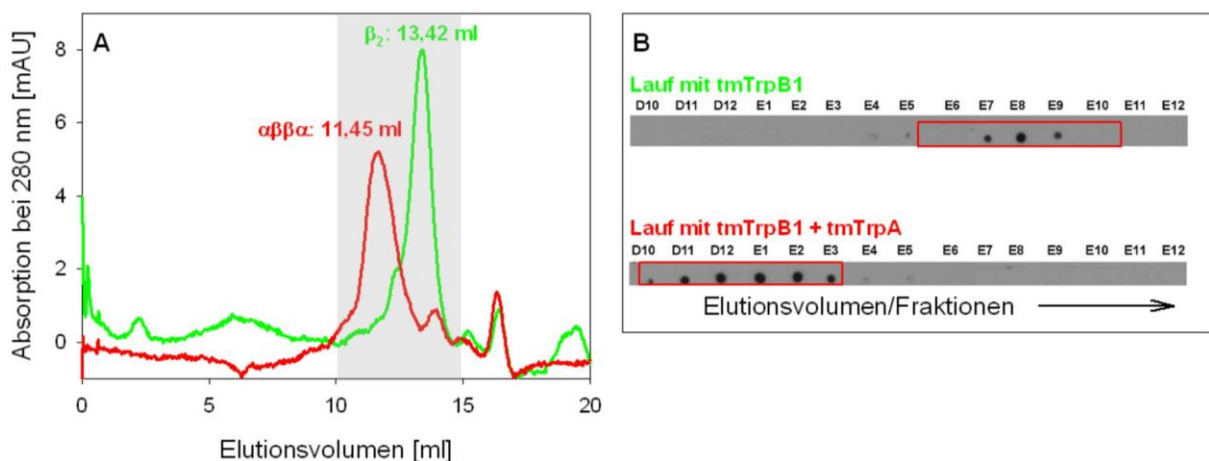 A
β₂: 13,42 ml
αββα: 11,45 ml
Absorption bei 280 nm [mAU]
8
6
4
2
0
0 5 10 15 20
Elutionsvolumen [ml]
B
Lauf mit tmTrpB1
D10 D11 D12 E1 E2 E3 E4 E5 E6 E7 E8 E9 E10 E11 E12
Lauf mit tmTrpB1 + tmTrpA
D10 D11 D12 E1 E2 E3 E4 E5 E6 E7 E8 E9 E10 E11 E12
Elutionsvolumen/Fraktionen